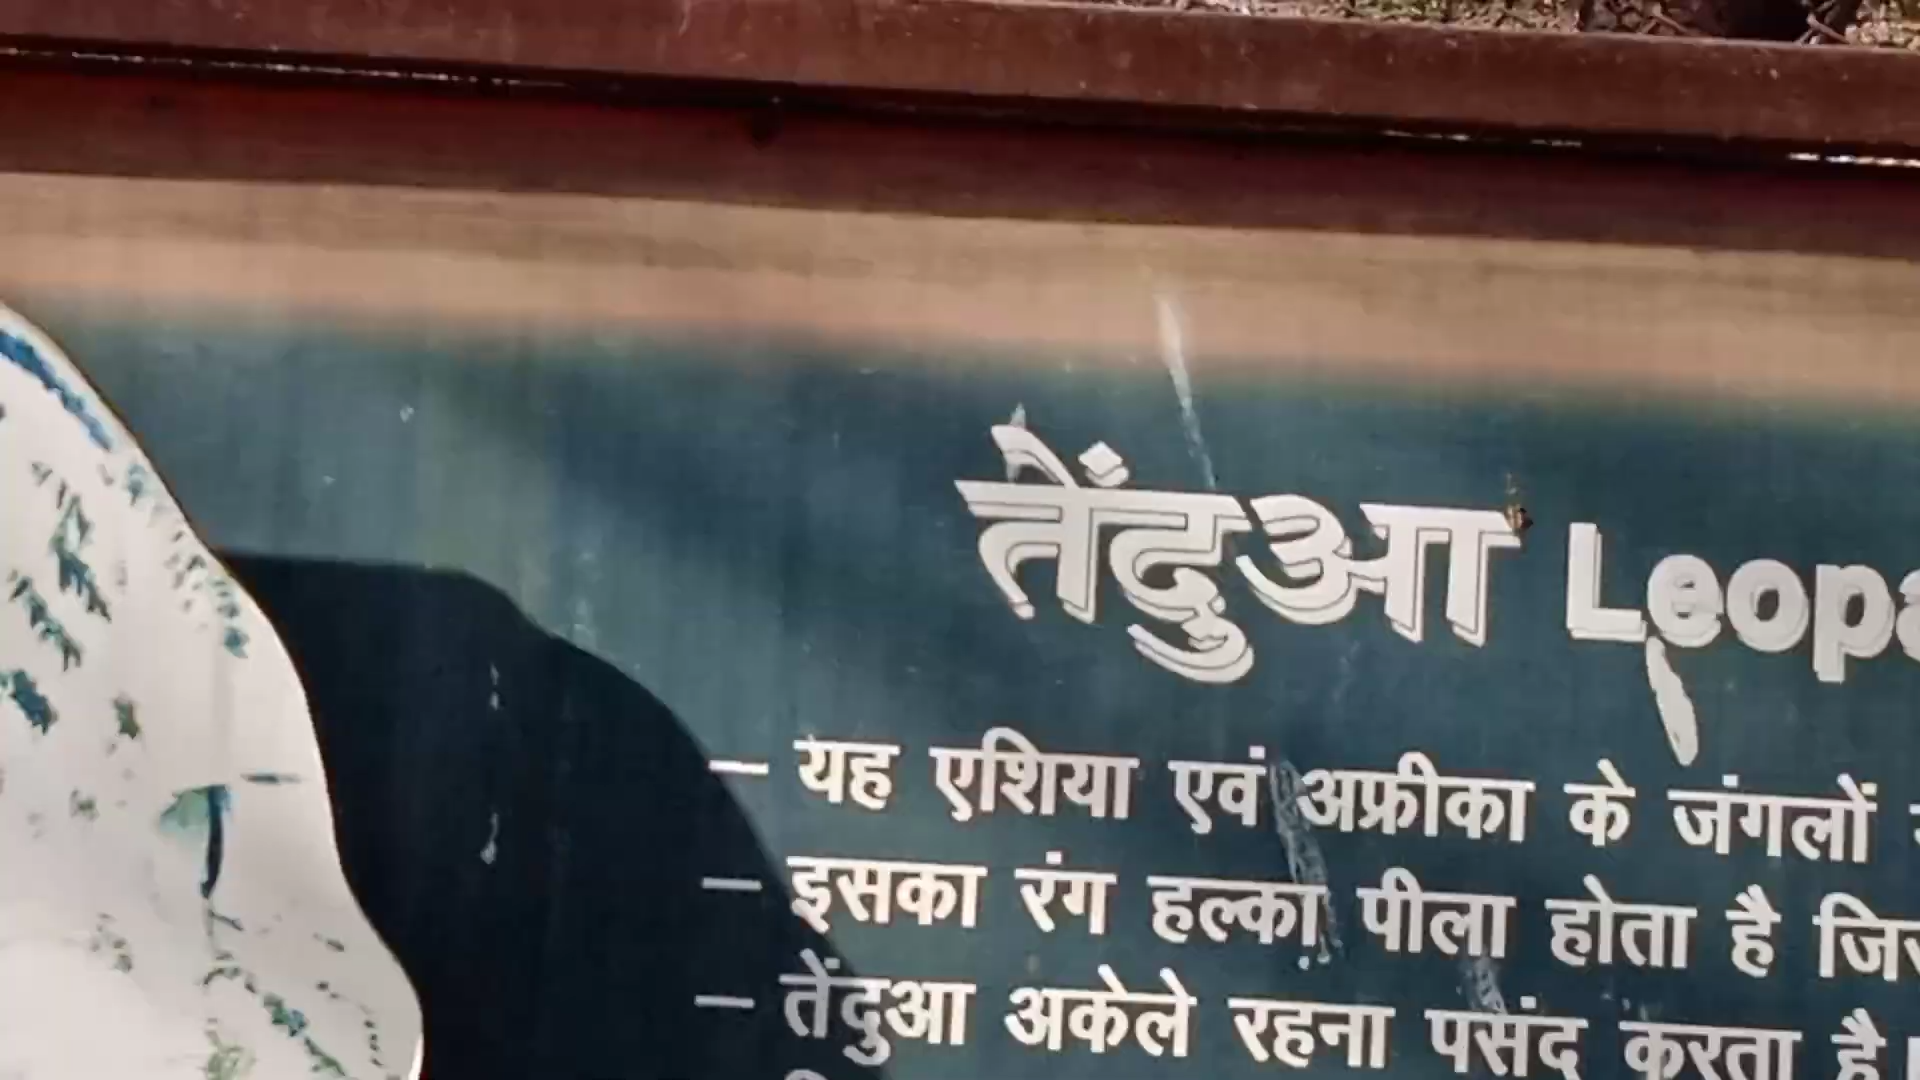 तेंदुआ Leopa
– यह एशिया एवं अफ्रीका के जंगलों
– इसका रंग हल्का पीला होता है
– तेंदुआ अकेले रहना पसंद करता है।